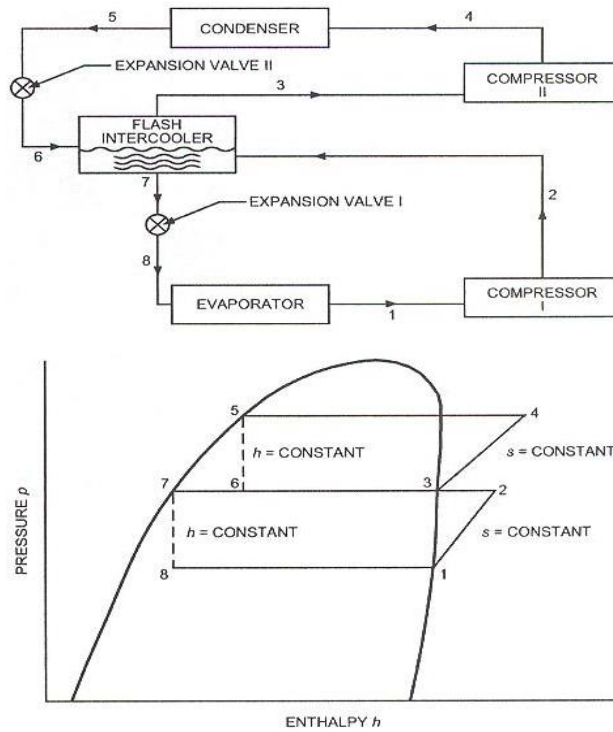 5
CONDENSER
4
EXPANSION VALVE II
3
COMPRESSOR
II
FLASH
INTERCOOLER
6
7
2
EXPANSION VALVE I
8
EVAPORATOR
1
COMPRESSOR
I
5
4
h = CONSTANT
s = CONSTANT
7
6
3
2
h = CONSTANT
s = CONSTANT
8
1
PRESSURE p
ENTHALPY h